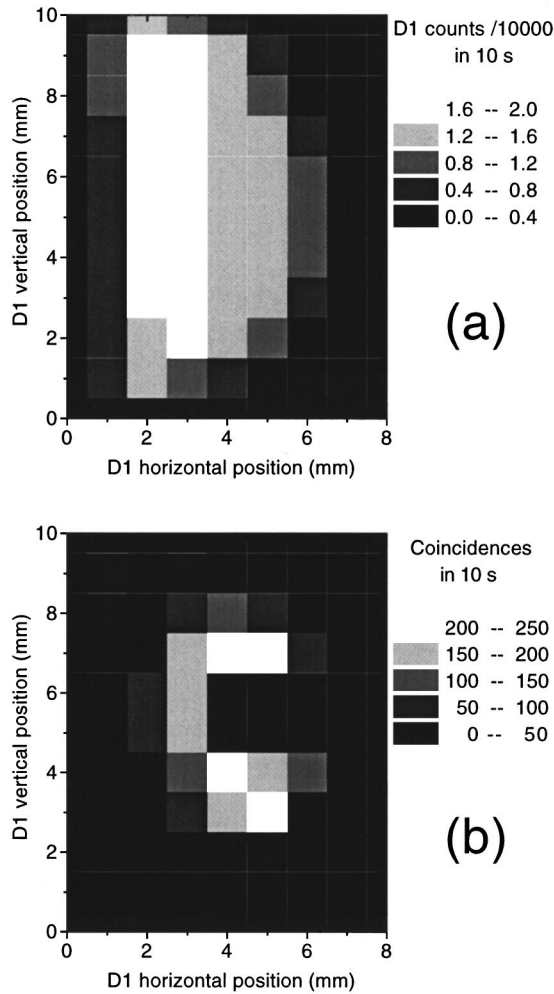 10
8
6
4
2
0
D1 vertical position (mm)
0 2 4 6 8
D1 horizontal position (mm)
D1 counts /10000
in 10 s
1.6 -- 2.0
1.2 -- 1.6
0.8 -- 1.2
0.4 -- 0.8
0.0 -- 0.4
(a)
10
8
6
4
2
0
D1 vertical position (mm)
0 2 4 6 8
D1 horizontal position (mm)
Coincidences
in 10 s
200 -- 250
150 -- 200
100 -- 150
50 -- 100
0 -- 50
(b)